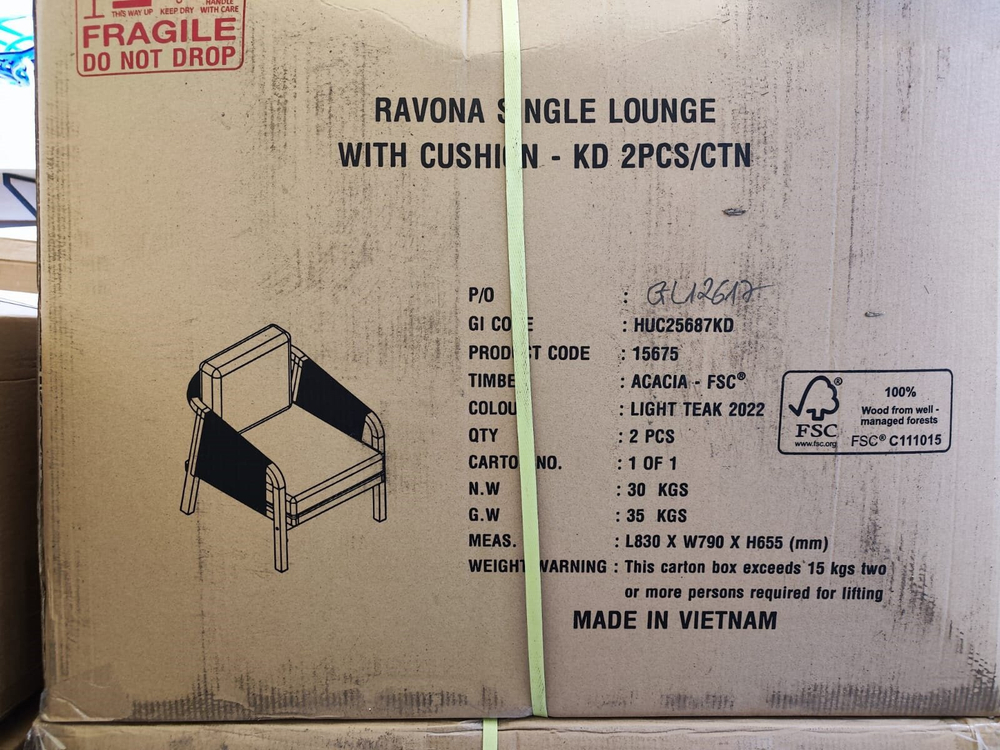 THIS WAY UP KEEP DRY HANDLE WITH CARE
FRAGILE
DO NOT DROP
RAVONA S NGLE LOUNGE
WITH CUSHI N - KD 2PCS/CTN
P/O : GL12617
GI CO E : HUC25687KD
PROD CT CODE : 15675
TIMBE : ACACIA - FSC®
COLOU : LIGHT TEAK 2022
QTY : 2 PCS
CARTO NO. : 1 OF 1
N.W : 30 KGS
G.W : 35 KGS
MEAS. : L830 X W790 X H655 (mm)
WEIGHT WARNING : This carton box exceeds 15 kgs two
or more persons required for lifting
MADE IN VIETNAM
FSC
www.fsc.org
100%
Wood from well-
managed forests
FSC® C111015